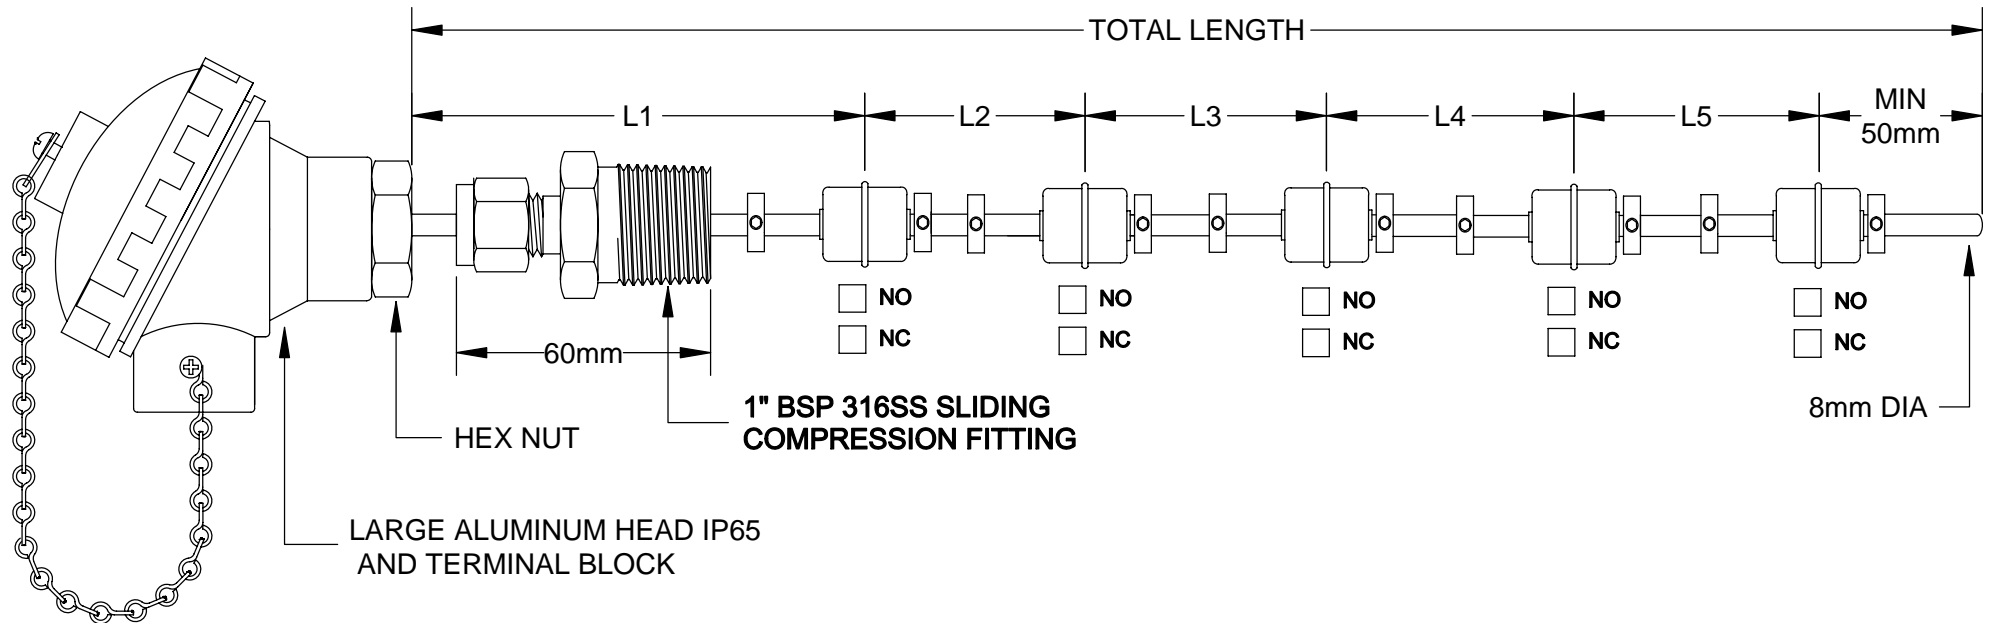 TOTAL LENGTH
L1
L2
L3
L4
L5
MIN
50mm
NO
NC
NO
NC
NO
NC
NO
NC
NO
NC
60mm
1" BSP 316SS SLIDING
COMPRESSION FITTING
8mm DIA
HEX NUT
LARGE ALUMINUM HEAD IP65
AND TERMINAL BLOCK